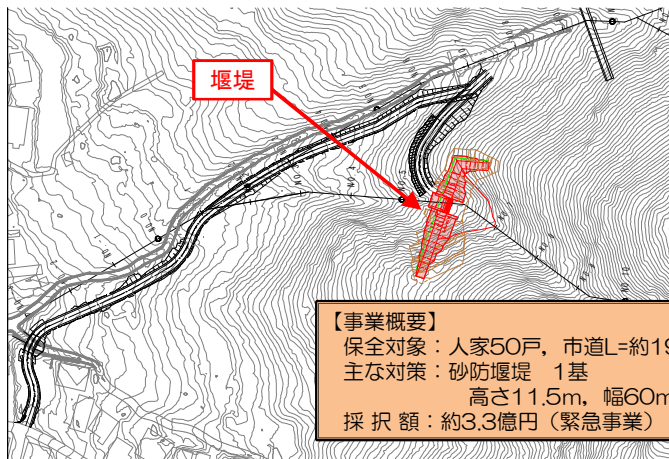 堰堤
【事業概要】
保全対象：人家50戸，市道L=約19
主な対策：砂防堰堤　1基
高さ11.5m，幅60m
採 択 額：約3.3億円（緊急事業）